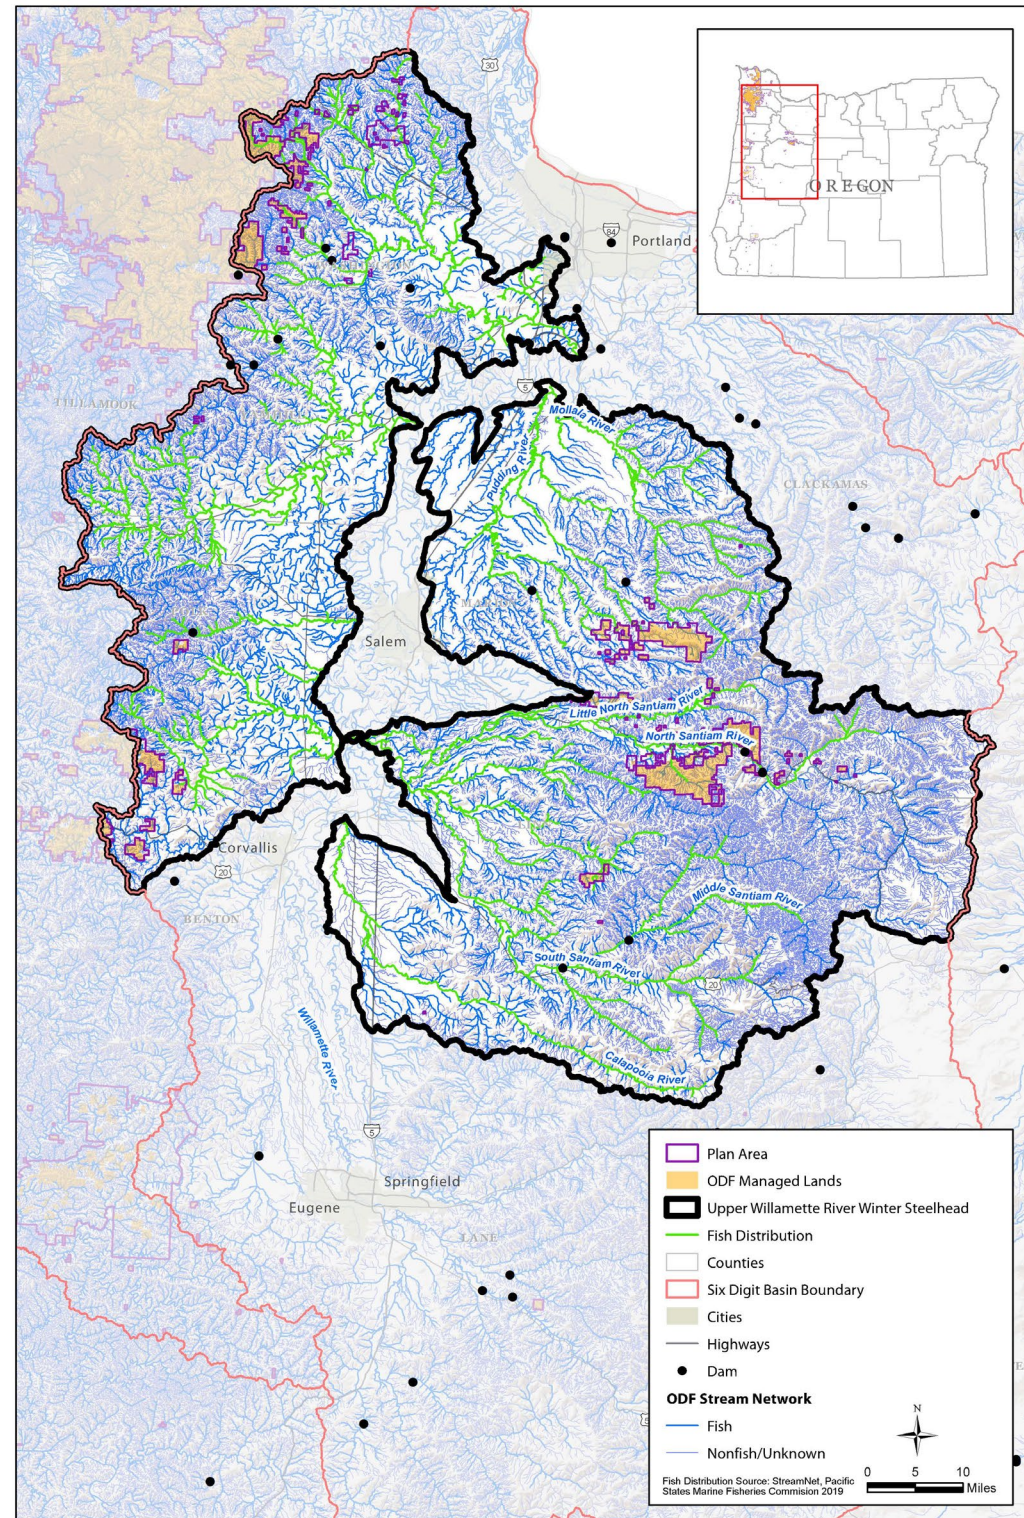 30
OREGON
84
Portland
5
TILLAMOOK
Mollala River
Pudding River
CLACKAMAS
Salem
Little North Santiam River
North Santiam River
Corvallis
20
BENTON
Middle Santiam River
South Santiam River
20
Willamette River
Calapooia River
5
Springfield
Eugene
LANE
Plan Area
ODF Managed Lands
Upper Willamette River Winter Steelhead
Fish Distribution
Counties
Six Digit Basin Boundary
Cities
Highways
Dam
ODF Stream Network
Fish
Nonfish/Unknown
N
Fish Distribution Source: StreamNet, Pacific
States Marine Fisheries Commision 2019
0 5 10
Miles